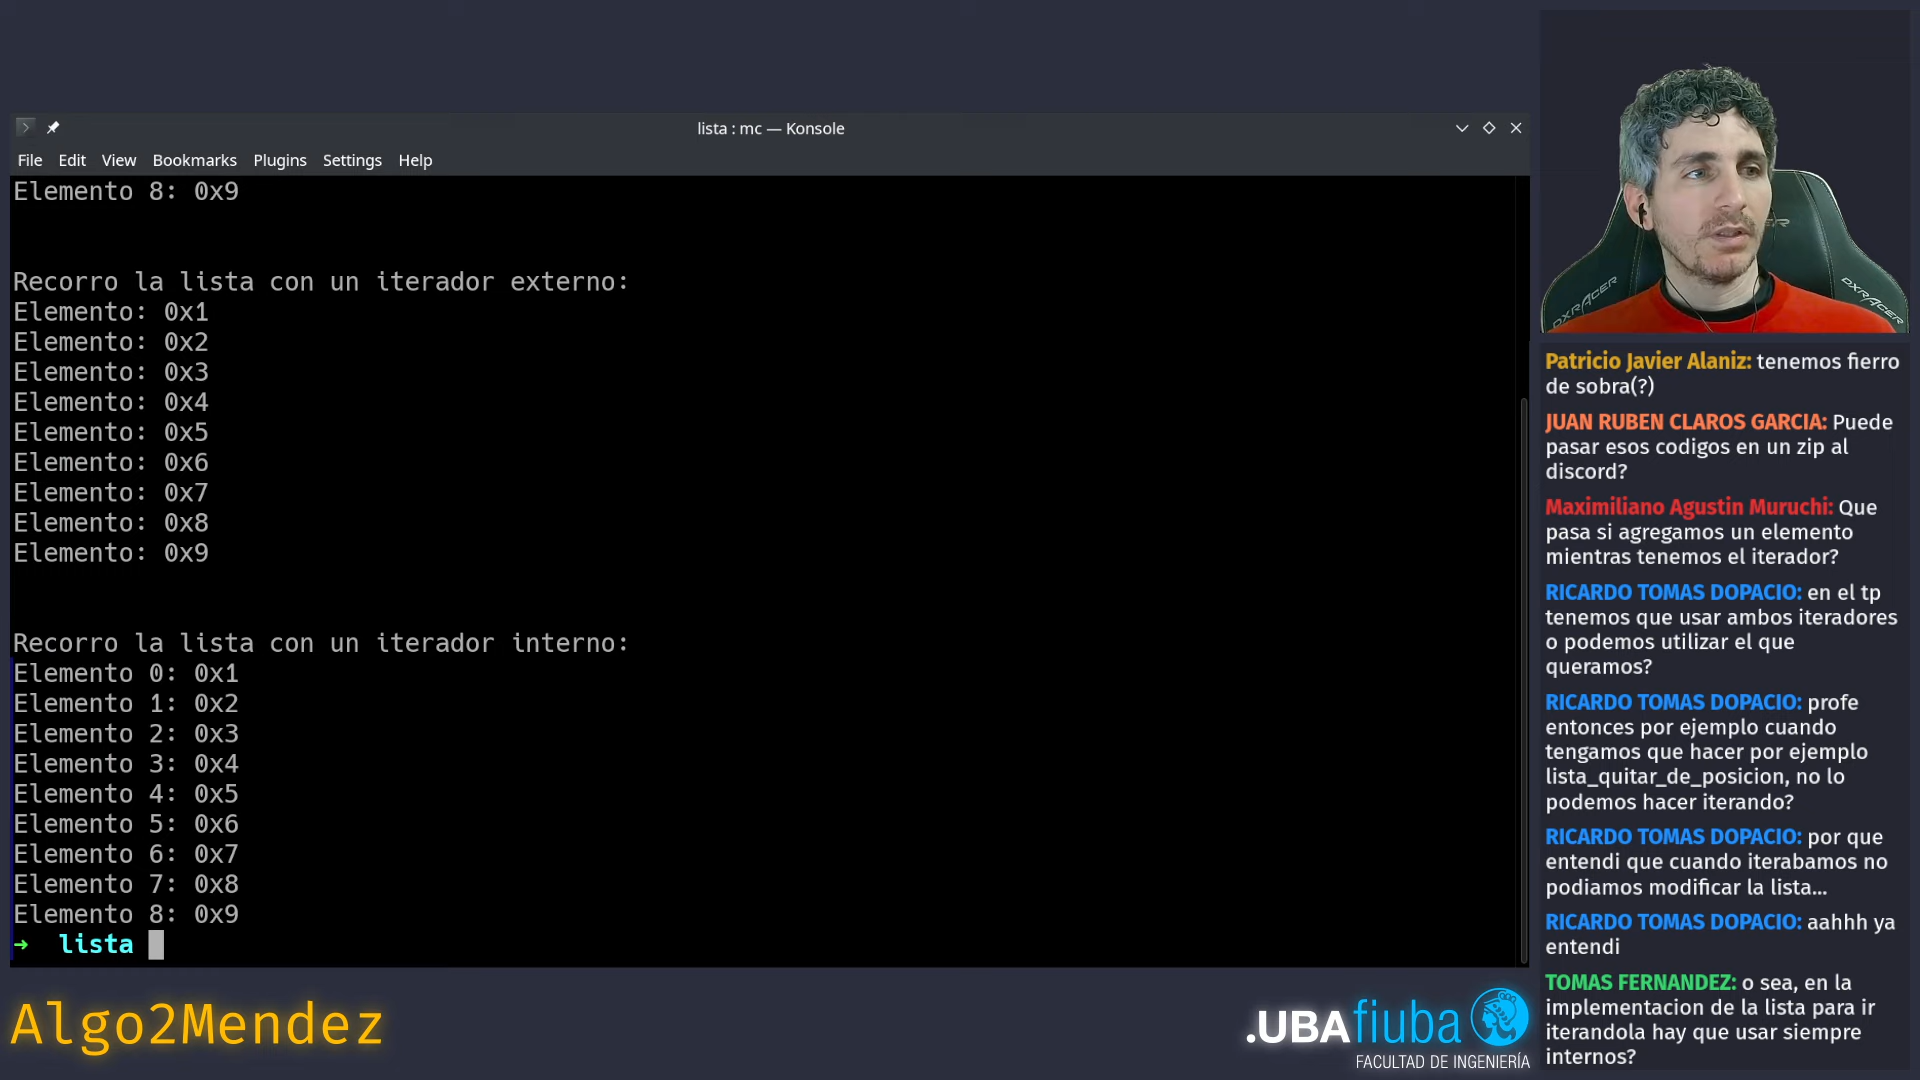 lista : mc — Konsole
File Edit View Bookmarks Plugins Settings Help
Elemento 8: 0x9
Recorro la lista con un iterador externo:
Elemento: 0x1
Elemento: 0x2
Elemento: 0x3
Elemento: 0x4
Elemento: 0x5
Elemento: 0x6
Elemento: 0x7
Elemento: 0x8
Elemento: 0x9
Recorro la lista con un iterador interno:
Elemento 0: 0x1
Elemento 1: 0x2
Elemento 2: 0x3
Elemento 3: 0x4
Elemento 4: 0x5
Elemento 5: 0x6
Elemento 6: 0x7
Elemento 7: 0x8
Elemento 8: 0x9
➜ lista
Algo2Mendez
.UBAfiuba
FACULTAD DE INGENIERÍA
DXRACER
DXRACER
Patricio Javier Alaniz: tenemos fierro
de sobra(?)
JUAN RUBEN CLAROS GARCIA: Puede
pasar esos codigos en un zip al
discord?
Maximiliano Agustin Muruchi: Que
pasa si agregamos un elemento
mientras tenemos el iterador?
RICARDO TOMAS DOPACIO: en el tp
tenemos que usar ambos iteradores
o podemos utilizar el que
queramos?
RICARDO TOMAS DOPACIO: profe
entonces por ejemplo cuando
tengamos que hacer por ejemplo
lista_quitar_de_posicion, no lo
podemos hacer iterando?
RICARDO TOMAS DOPACIO: por que
entendi que cuando iterabamos no
podiamos modificar la lista...
RICARDO TOMAS DOPACIO: aahhh ya
entendi
TOMAS FERNANDEZ: o sea, en la
implementacion de la lista para ir
iterandola hay que usar siempre
internos?